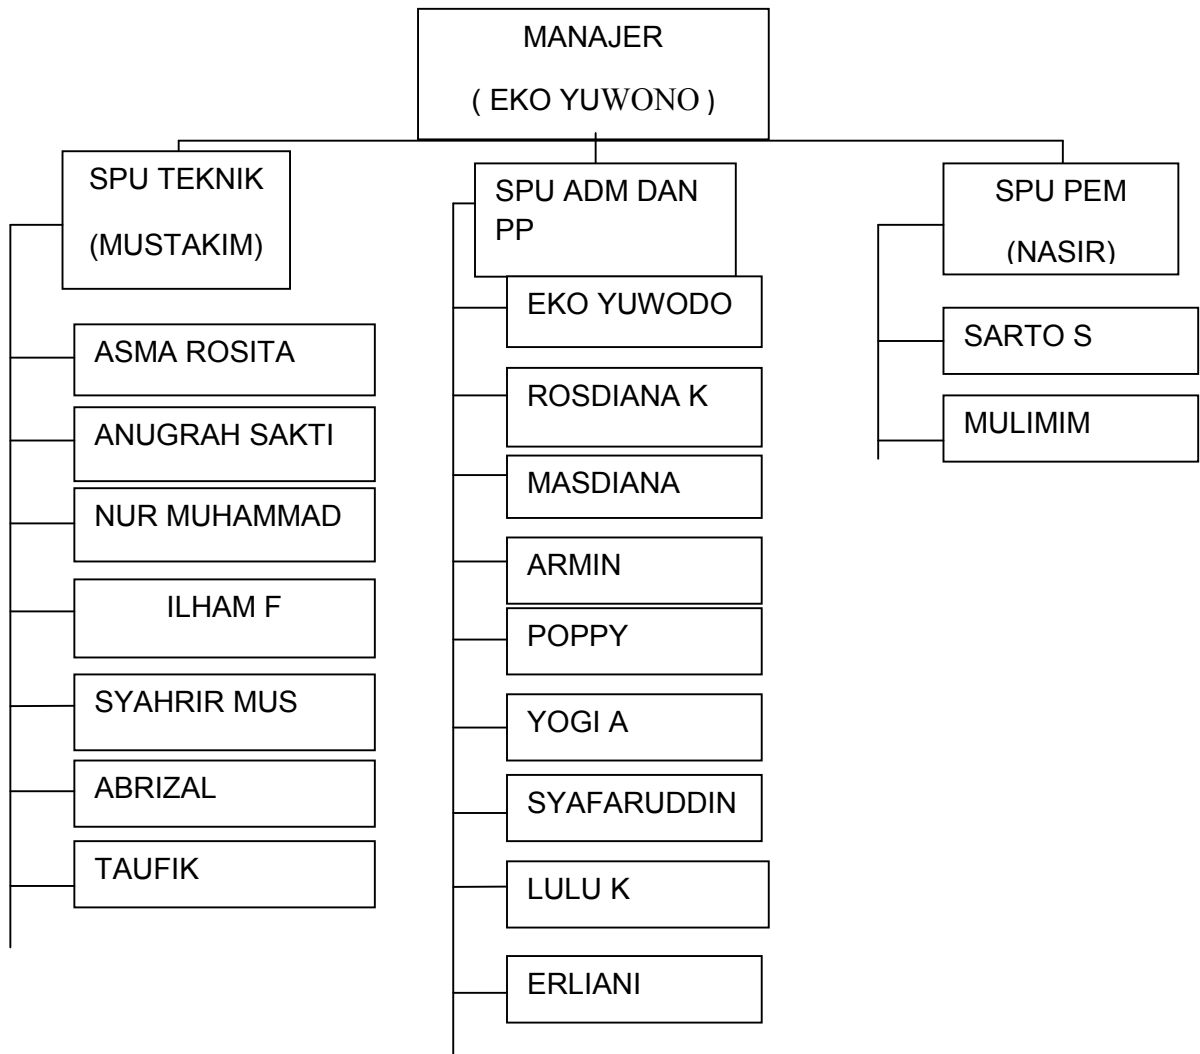 MANAJER
( EKO YUWONO )
SPU TEKNIK
(MUSTAKIM)
ASMA ROSITA
ANUGRAH SAKTI
NUR MUHAMMAD
ILHAM F
SYAHRIR MUS
ABRIZAL
TAUFIK
SPU ADM DAN
PP
EKO YUWODO
ROSDIANA K
MASDIANA
ARMIN
POPPY
YOGI A
SYAFARUDDIN
LULU K
ERLIANI
SPU PEM
(NASIR)
SARTO S
MULIMIM